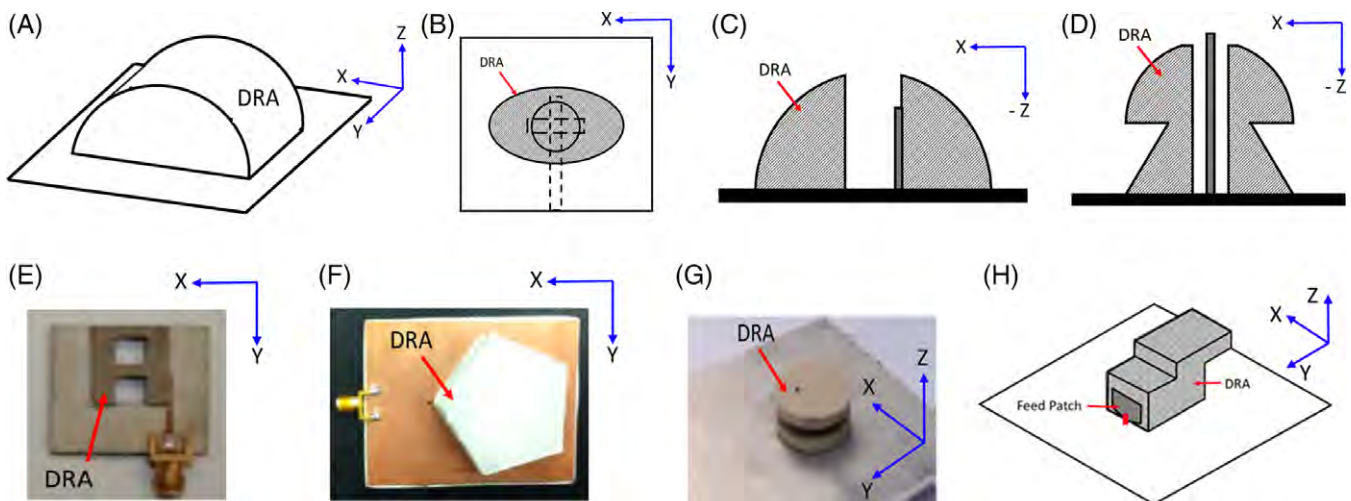 (A)
Z
X
Y
DRA
(B)
X
Y
DRA
(C)
X
- Z
DRA
(D)
X
- Z
DRA
(E)
X
Y
DRA
(F)
X
Y
DRA
(G)
DRA
X
Z
Y
(H)
Z
X
Y
DRA
Feed Patch